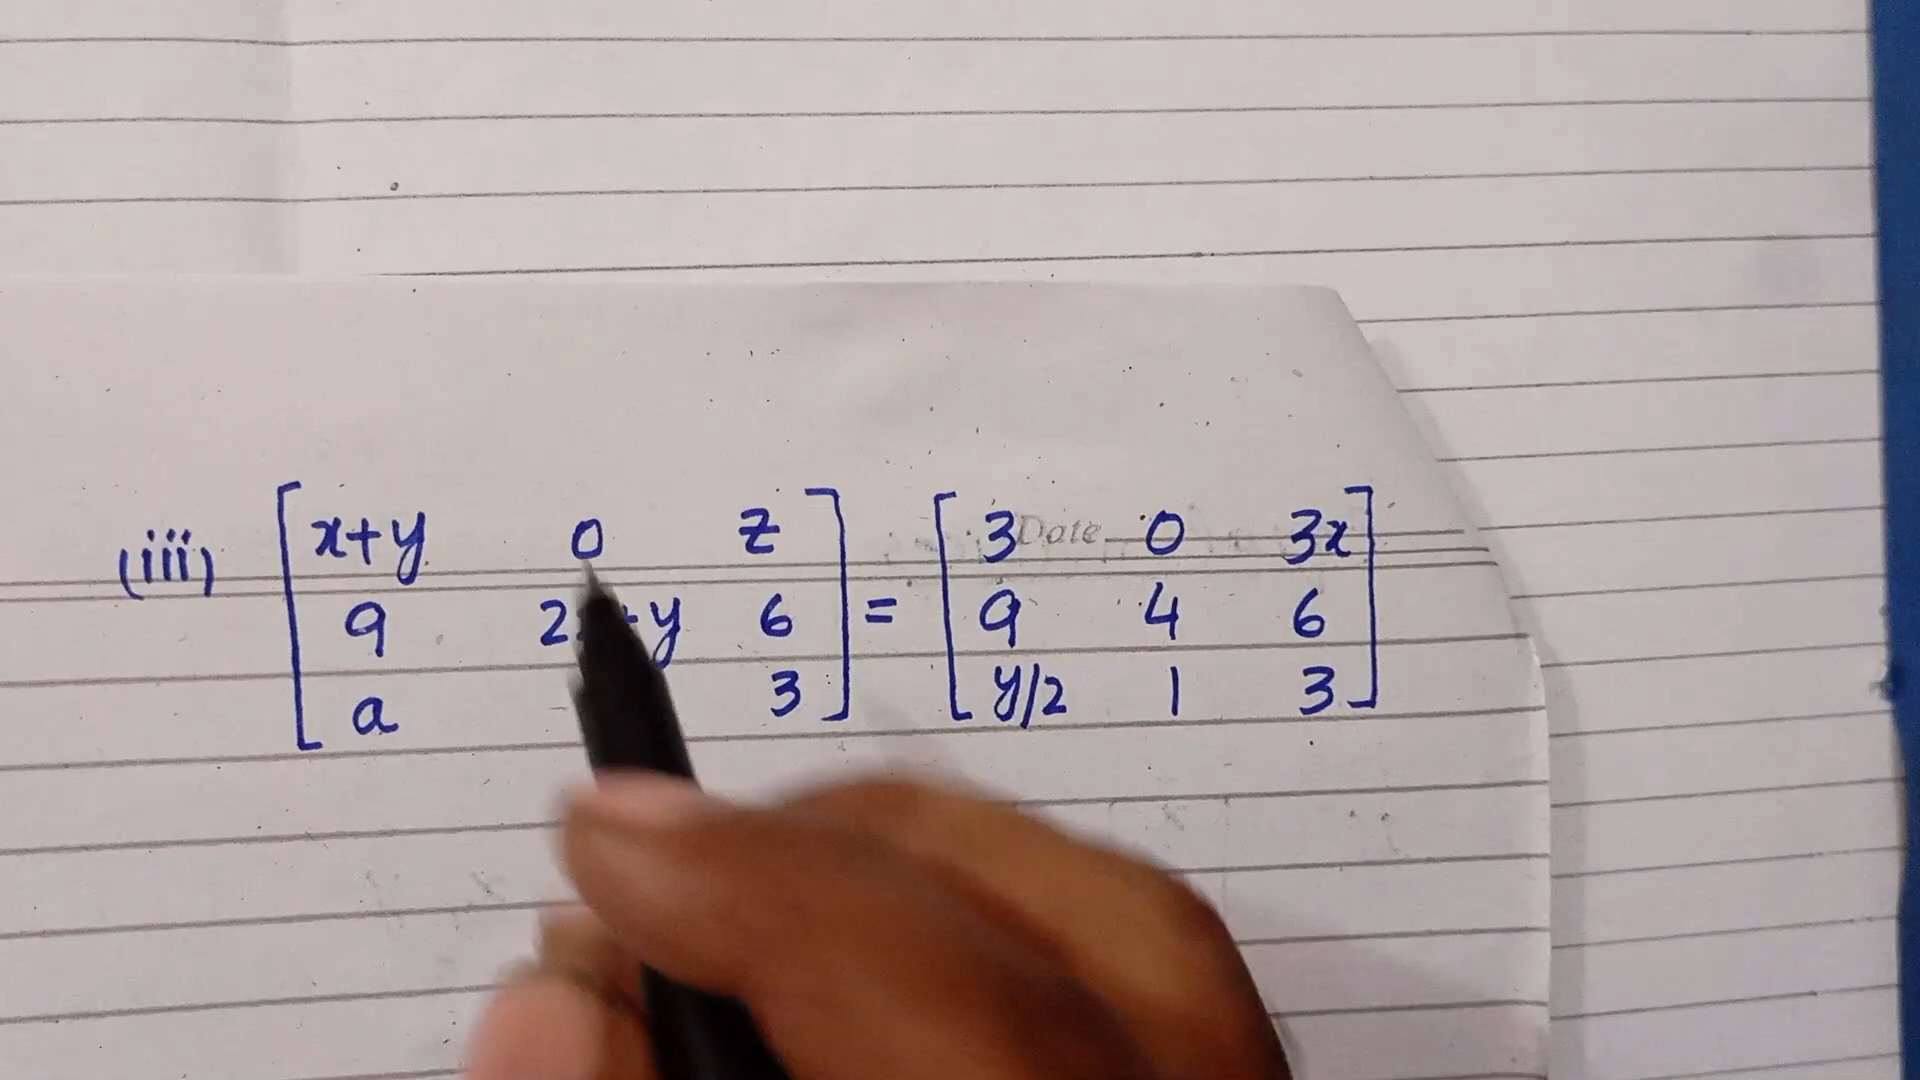 (iii) [ x+y 0 z ] = [ 3 0 3x ]
9 y 6 9 4 6
a 3 y/2 1 3
Date